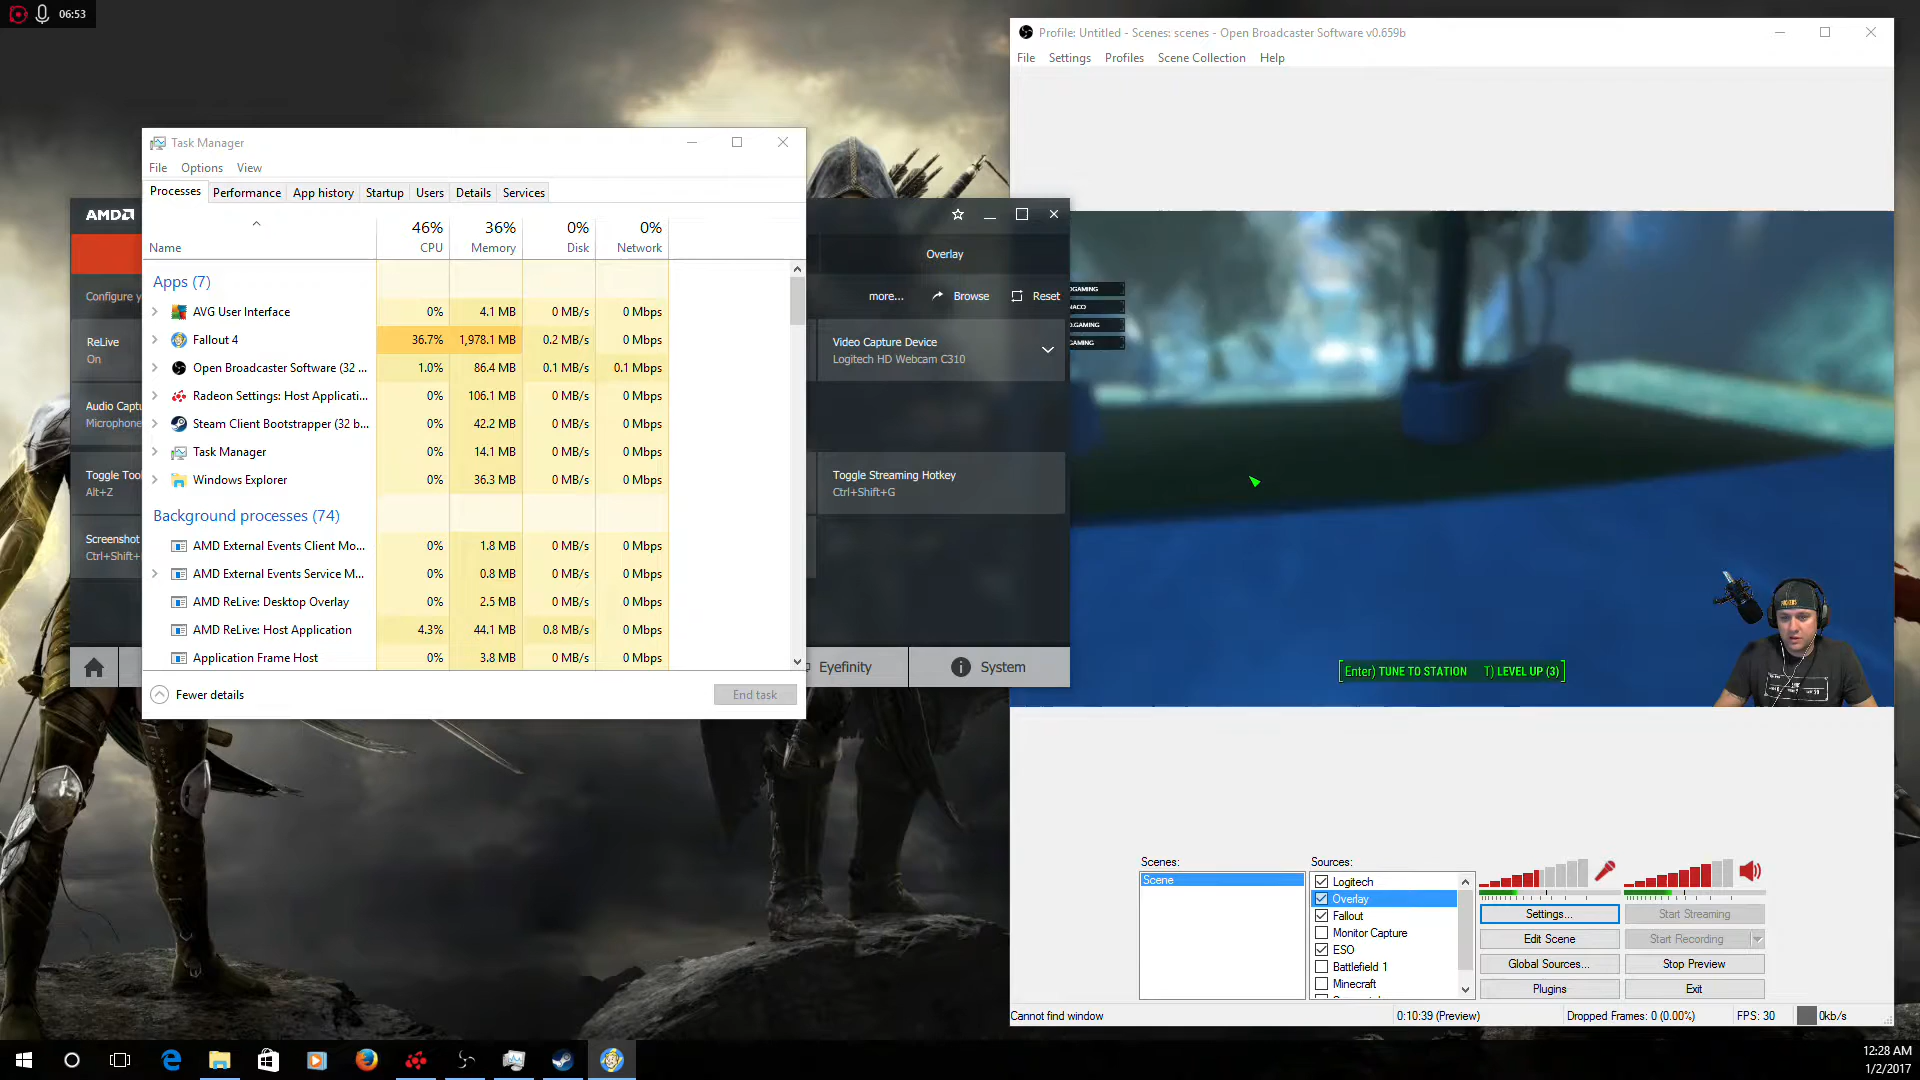 06:53
Profile: Untitled - Scenes: scenes - Open Broadcaster Software v0.659b
File Settings Profiles Scene Collection Help
Task Manager
File Options View
Processes Performance App history Startup Users Details Services
46% 36% 0% 0%
Name CPU Memory Disk Network
Apps (7)
AVG User Interface 0% 4.1 MB 0 MB/s 0 Mbps
Fallout 4 36.7% 1,978.1 MB 0.2 MB/s 0 Mbps
Open Broadcaster Software (32 ... 1.0% 86.4 MB 0.1 MB/s 0.1 Mbps
Radeon Settings: Host Applicati... 0% 106.1 MB 0 MB/s 0 Mbps
Steam Client Bootstrapper (32 b... 0% 42.2 MB 0 MB/s 0 Mbps
Task Manager 0% 14.1 MB 0 MB/s 0 Mbps
Windows Explorer 0% 36.3 MB 0 MB/s 0 Mbps
Background processes (74)
AMD External Events Client Mo... 0% 1.8 MB 0 MB/s 0 Mbps
AMD External Events Service M... 0% 0.8 MB 0 MB/s 0 Mbps
AMD ReLive: Desktop Overlay 0% 2.5 MB 0 MB/s 0 Mbps
AMD ReLive: Host Application 4.3% 44.1 MB 0.8 MB/s 0 Mbps
Application Frame Host 0% 3.8 MB 0 MB/s 0 Mbps
Fewer details End task
AMD
Configure y
ReLive
On
Audio Captu
Microphone
Toggle Tool
Alt+Z
Screenshot
Ctrl+Shift+
Overlay
more... Browse Reset
Video Capture Device
Logitech HD Webcam C310
Toggle Streaming Hotkey
Ctrl+Shift+G
Eyefinity System
OGAMING
NACO
O.GAMING
GAMING
Enter) TUNE TO STATION T) LEVEL UP (3)
Scenes:
Scene
Sources:
Logitech
Overlay
Fallout
Monitor Capture
ESO
Battlefield 1
Minecraft
Settings... Start Streaming
Edit Scene Start Recording
Global Sources... Stop Preview
Plugins Exit
Cannot find window 0:10:39 (Preview) Dropped Frames: 0 (0.00%) FPS: 30 0kb/s
12:28 AM
1/2/2017